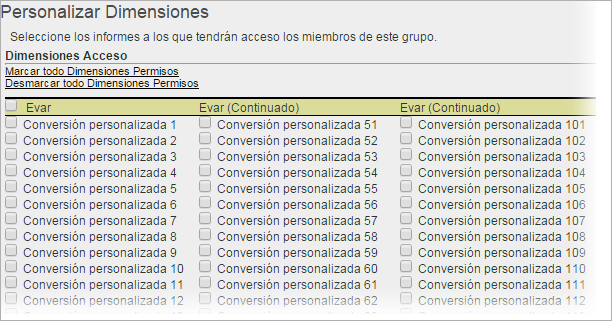 Personalizar Dimensiones
Seleccione los informes a los que tendrán acceso los miembros de este grupo.
Dimensiones Acceso
Marcar todo Dimensiones Permisos
Desmarcar todo Dimensiones Permisos
Evar Evar (Continuado) Evar (Continuado)
Conversión personalizada 1 Conversión personalizada 51 Conversión personalizada 101
Conversión personalizada 2 Conversión personalizada 52 Conversión personalizada 102
Conversión personalizada 3 Conversión personalizada 53 Conversión personalizada 103
Conversión personalizada 4 Conversión personalizada 54 Conversión personalizada 104
Conversión personalizada 5 Conversión personalizada 55 Conversión personalizada 105
Conversión personalizada 6 Conversión personalizada 56 Conversión personalizada 106
Conversión personalizada 7 Conversión personalizada 57 Conversión personalizada 107
Conversión personalizada 8 Conversión personalizada 58 Conversión personalizada 108
Conversión personalizada 9 Conversión personalizada 59 Conversión personalizada 109
Conversión personalizada 10 Conversión personalizada 60 Conversión personalizada 110
Conversión personalizada 11 Conversión personalizada 61 Conversión personalizada 111
Conversión personalizada 12 Conversión personalizada 62 Conversión personalizada 112